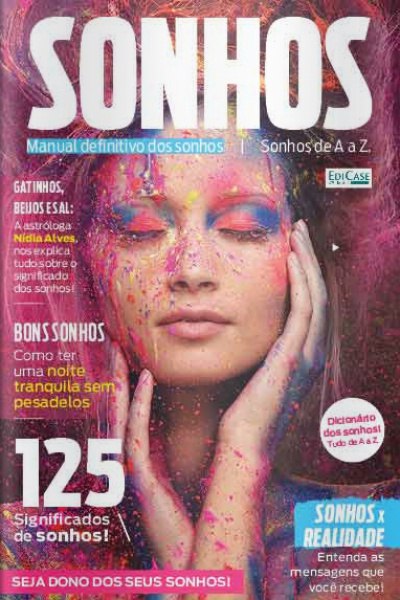 SONHOS
Manual definitivo dos sonhos | Sonhos de A a Z.
EDICASE
GATINHOS,
BEIJOS E SAL:
A astróloga
Nídia Alves,
nos explica
tudo sobre o
significado
dos sonhos!
BONS SONHOS
Como ter
uma noite
tranquila sem
pesadelos
Dicionário
dos sonhos!
Tudo de A a Z
125
Significados
de sonhos!
SONHOS x
REALIDADE
Entenda as
mensagens que
você recebe!
SEJA DONO DOS SEUS SONHOS!